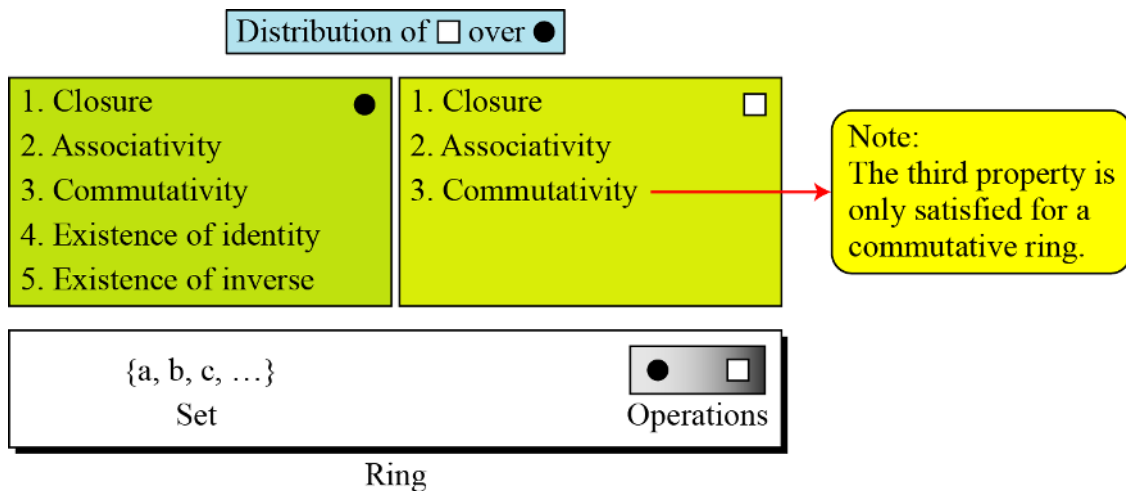 Distribution of □ over ●
1. Closure ●
2. Associativity
3. Commutativity
4. Existence of identity
5. Existence of inverse
1. Closure □
2. Associativity
3. Commutativity
Note:
The third property is
only satisfied for a
commutative ring.
{a, b, c, …}
Set
● □
Operations
Ring